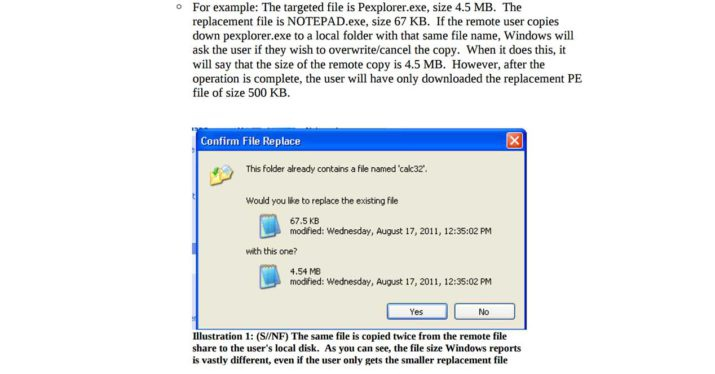 For example: The targeted file is Pexplorer.exe, size 4.5 MB. The
replacement file is NOTEPAD.exe, size 67 KB. If the remote user copies
down pexplorer.exe to a local folder with that same file name, Windows will
ask the user if they wish to overwrite/cancel the copy. When it does this, it
will say that the size of the remote copy is 4.5 MB. However, after the
operation is complete, the user will have only downloaded the replacement PE
file of size 500 KB.
Confirm File Replace
This folder already contains a file named 'calc32'.
Would you like to replace the existing file
67.5 KB
modified: Wednesday, August 17, 2011, 12:35:02 PM
with this one?
4.54 MB
modified: Wednesday, August 17, 2011, 12:35:02 PM
Yes No
Illustration 1: (S//NF) The same file is copied twice from the remote file
share to the user's local disk. As you can see, the file size Windows reports
is vastly different, even if the user only gets the smaller replacement file